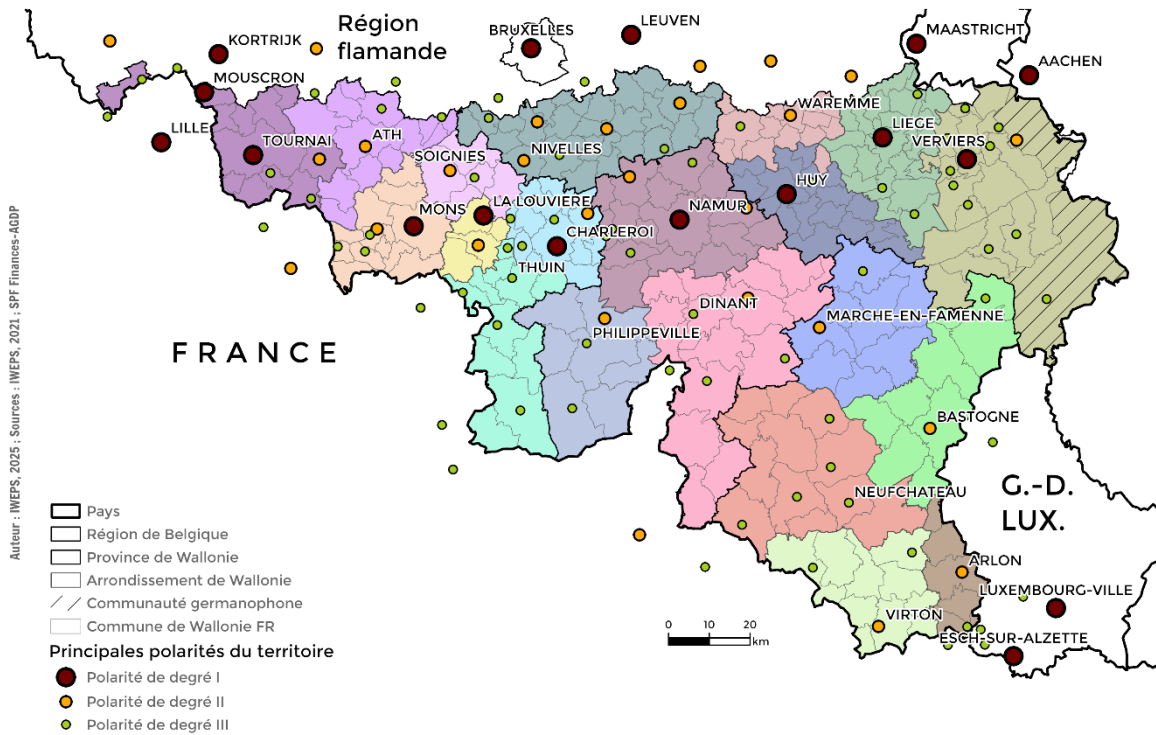 Région
flamande
KORTRIJK
BRUXELLES
LEUVEN
MAASTRICHT
AACHEN
MOUSCRON
LILLE
TOURNAI
ATH
SOIGNIES
NIVELLES
WAREMME
LIEGE
VERVIERS
HUY
MONS
LA LOUVIERE
CHARLEROI
NAMUR
THUIN
DINANT
PHILIPPEVILLE
MARCHE-EN-FAMENNE
FRANCE
BASTOGNE
NEUFCHATEAU
G.-D.
LUX.
ARLON
LUXEMBOURG-VILLE
VIRTON
ESCH-SUR-ALZETTE
0 10 20
km
Auteur : IWEPS, 2025 ; Sources : IWEPS, 2021 ; SPF Finances-AGDP
Pays
Région de Belgique
Province de Wallonie
Arrondissement de Wallonie
Communauté germanophone
Commune de Wallonie FR
Principales polarités du territoire
Polarité de degré I
Polarité de degré II
Polarité de degré III